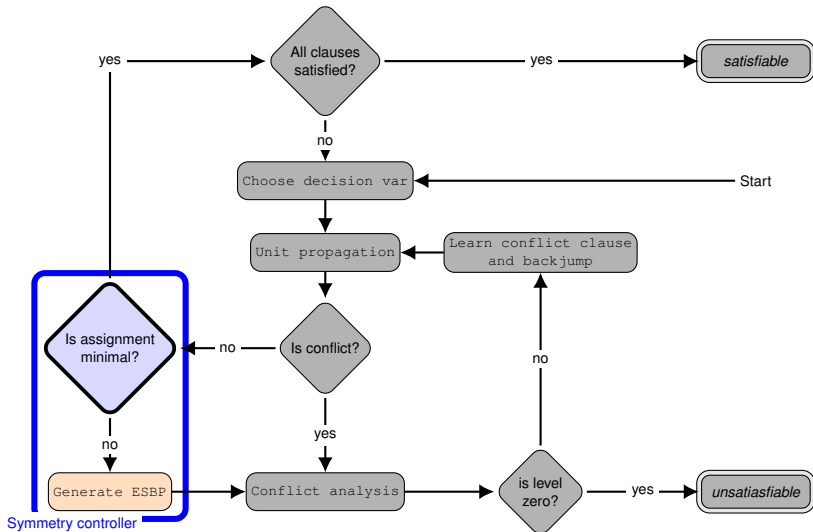 All clauses
satisfied?
yes
yes
satisfiable
no
Choose decision var
Start
Unit propagation
Learn conflict clause
and backjump
Is assignment
minimal?
no
Is conflict?
no
yes
no
Generate ESBP
Conflict analysis
is level
zero?
yes
unsatiasfiable
Symmetry controller